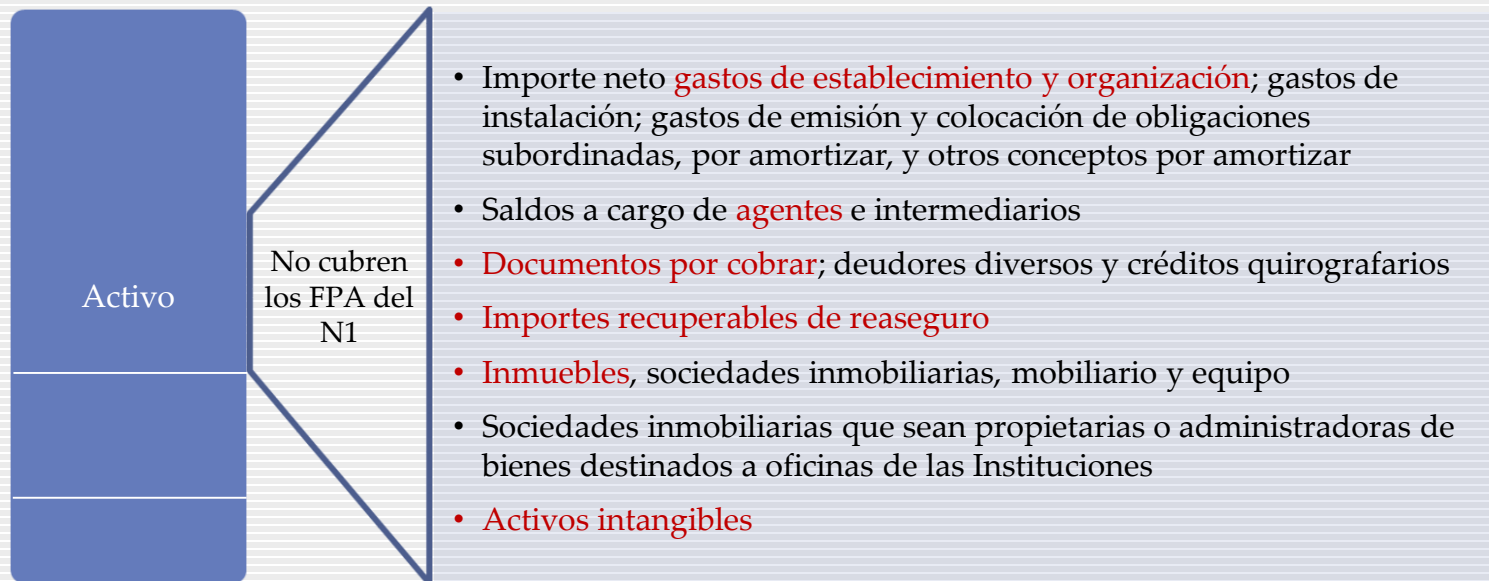 Activo
No cubren
los FPA del
N1
• Importe neto gastos de establecimiento y organización; gastos de
instalación; gastos de emisión y colocación de obligaciones
subordinadas, por amortizar, y otros conceptos por amortizar
• Saldos a cargo de agentes e intermediarios
• Documentos por cobrar; deudores diversos y créditos quirografarios
• Importes recuperables de reaseguro
• Inmuebles, sociedades inmobiliarias, mobiliario y equipo
• Sociedades inmobiliarias que sean propietarias o administradoras de
bienes destinados a oficinas de las Instituciones
• Activos intangibles